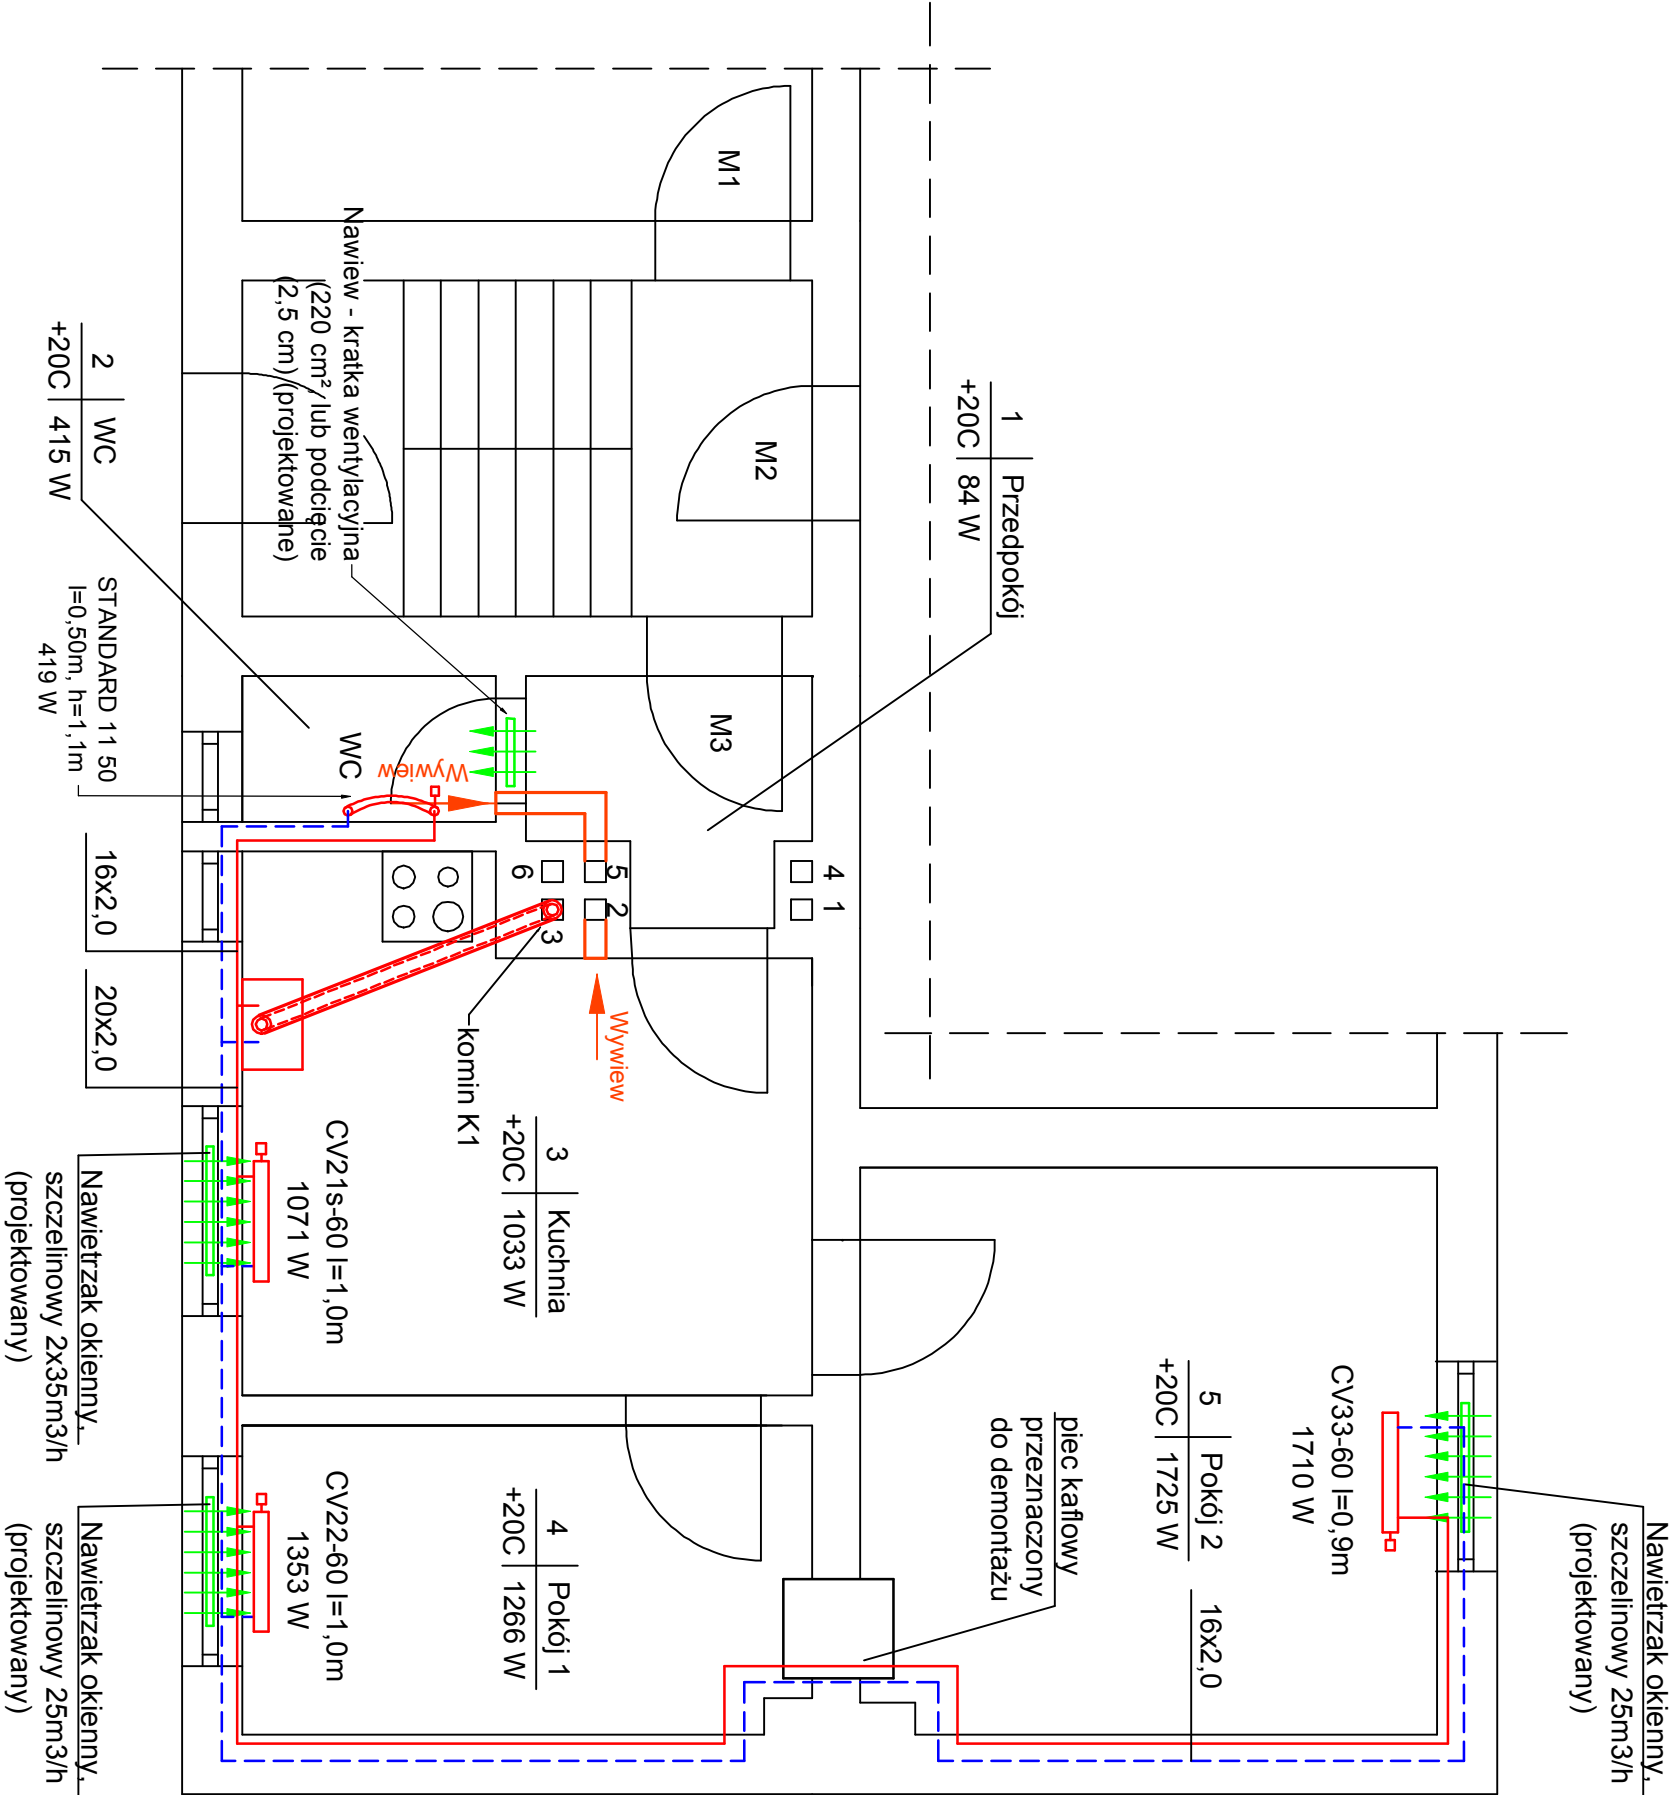 M1
M2
M3
Nawiew - kratka wentylacyjna
(220 cm² lub podcięcie
(2,5 cm) (projektowane)
1 Przedpokój
+20C 84 W
2 WC
+20C 415 W
STANDARD 11 50
l=0,50m, h=1,1m
419 W
WC
Wywiew
4
1
5
2
6
3
16x2,0
20x2,0
Wywiew
komin K1
3 Kuchnia
+20C 1033 W
CV21s-60 l=1,0m
1071 W
Nawietrzak okienny,
szczelinowy 2x35m3/h
(projektowany)
4 Pokój 1
+20C 1266 W
CV22-60 l=1,0m
1353 W
Nawietrzak okienny,
szczelinowy 25m3/h
(projektowany)
5 Pokój 2
+20C 1725 W
CV33-60 l=0,9m
1710 W
piec kaflowy
przeznaczony
do demontażu
16x2,0
Nawietrzak okienny,
szczelinowy 25m3/h
(projektowany)